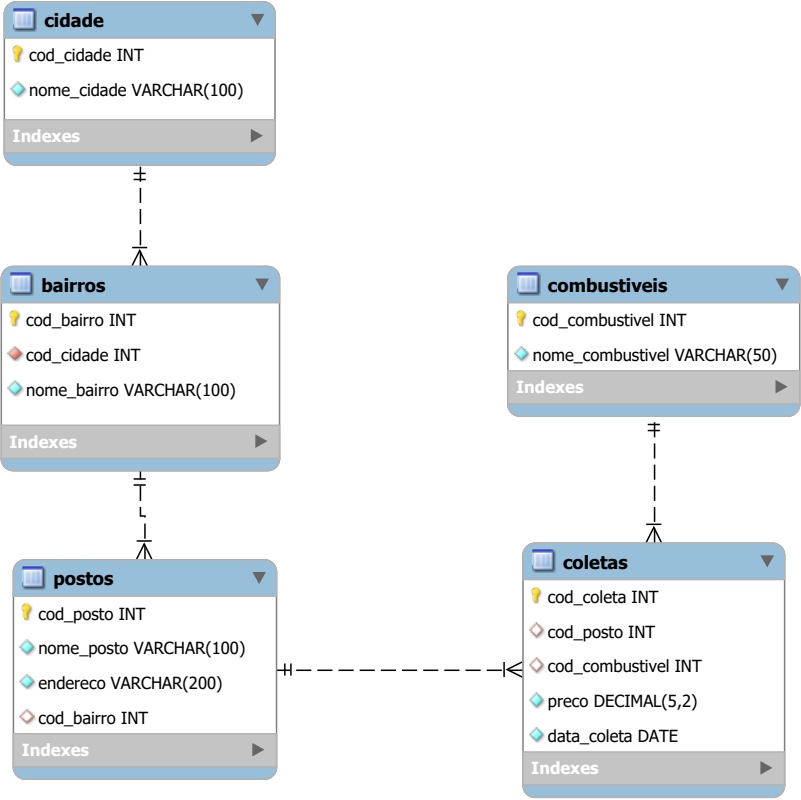 cidade
cod_cidade INT
nome_cidade VARCHAR(100)
Indexes
bairros
cod_bairro INT
cod_cidade INT
nome_bairro VARCHAR(100)
Indexes
combustiveis
cod_combustivel INT
nome_combustivel VARCHAR(50)
Indexes
postos
cod_posto INT
nome_posto VARCHAR(100)
endereco VARCHAR(200)
cod_bairro INT
Indexes
coletas
cod_coleta INT
cod_posto INT
cod_combustivel INT
preco DECIMAL(5,2)
data_coleta DATE
Indexes